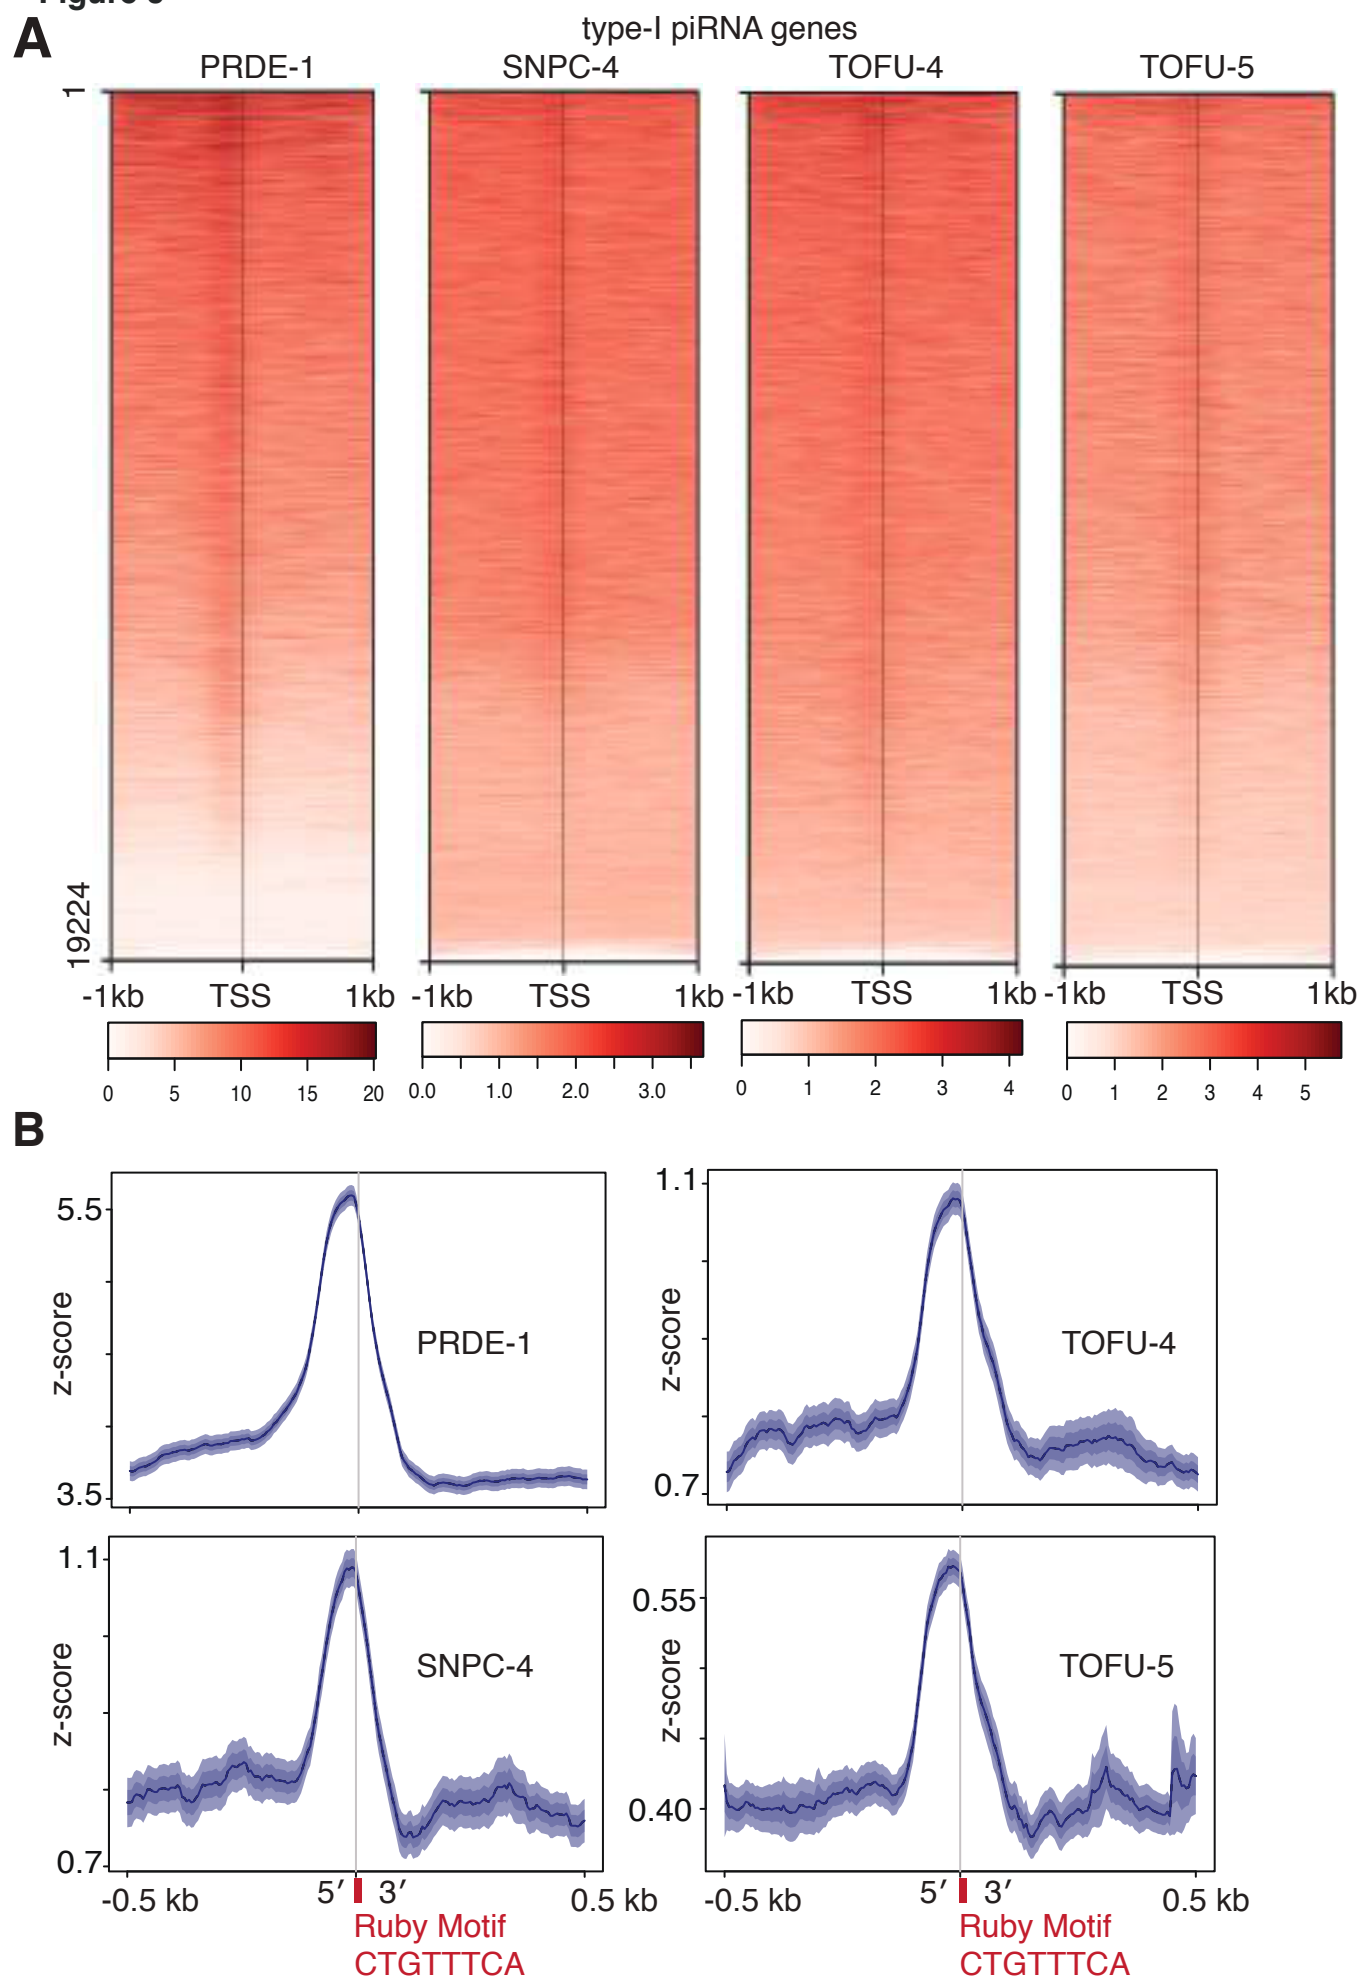 A
type-I piRNA genes
PRDE-1 SNPC-4 TOFU-4 TOFU-5
1
19224
-1kb TSS 1kb -1kb TSS 1kb -1kb TSS 1kb -1kb TSS 1kb
0 5 10 15 20 0.0 1.0 2.0 3.0 0 1 2 3 4 0 1 2 3 4 5
B
5.5
z-score
PRDE-1
3.5
1.1
z-score
TOFU-4
0.7
1.1
z-score
SNPC-4
0.7
0.55
z-score
TOFU-5
0.40
-0.5 kb 5′ 3′ 0.5 kb -0.5 kb 5′ 3′ 0.5 kb
Ruby Motif Ruby Motif
CTGTTTCA CTGTTTCA